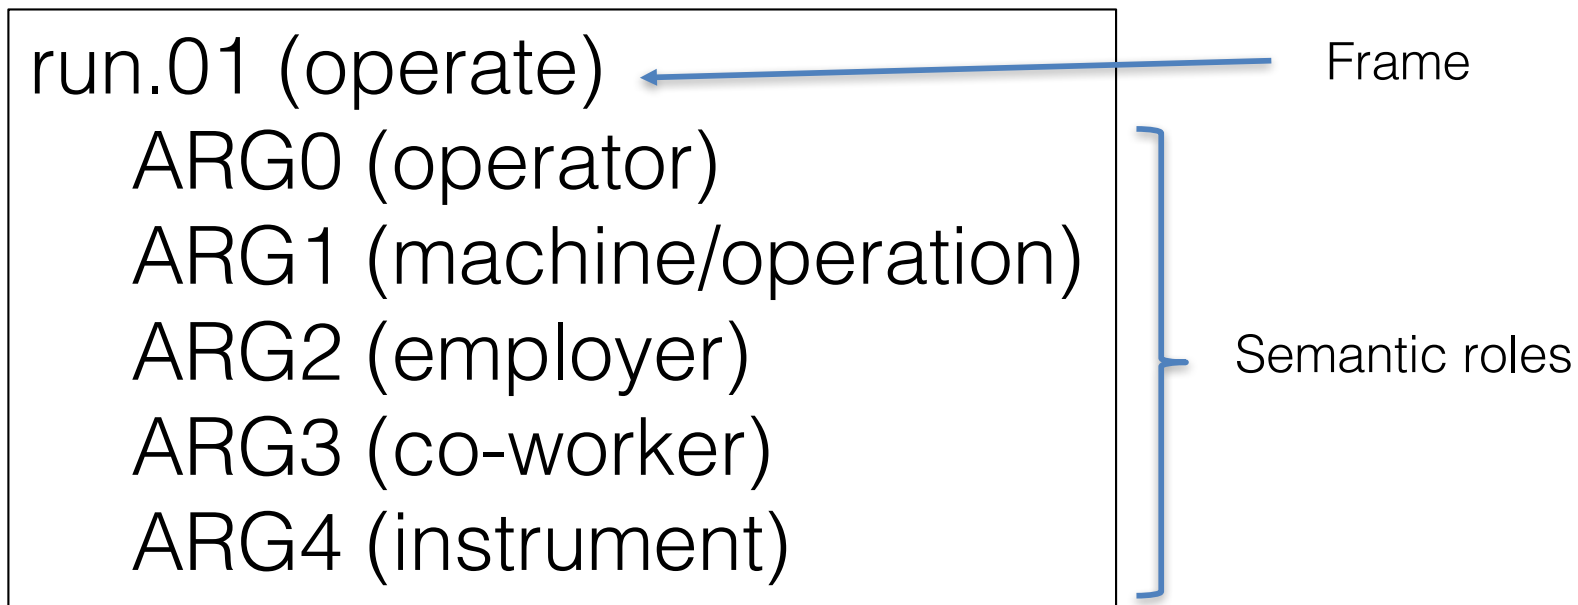 run.01 (operate)
Frame
ARG0 (operator)
ARG1 (machine/operation)
ARG2 (employer)
Semantic roles
ARG3 (co-worker)
ARG4 (instrument)